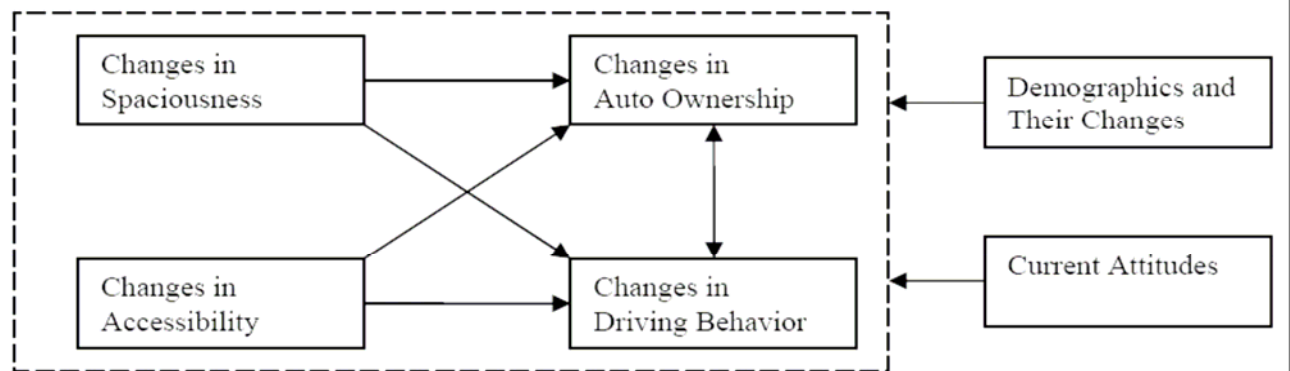 Changes in
Spaciousness
Changes in
Auto Ownership
Demographics and
Their Changes
Changes in
Accessibility
Changes in
Driving Behavior
Current Attitudes